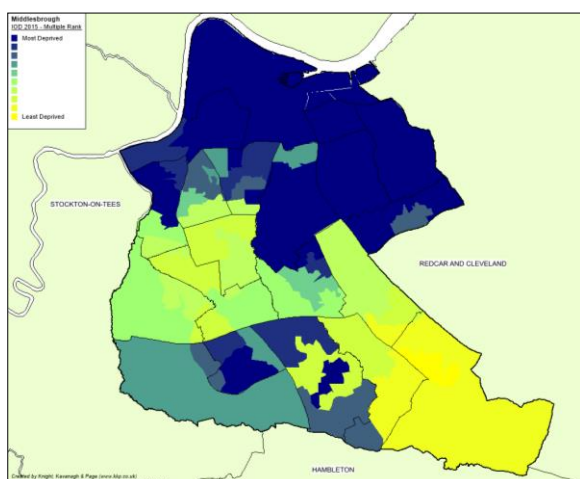 Middlesbrough
IOD 2015 - Multiple Rank
Most Deprived
Least Deprived
STOCKTON-ON-TEES
REDCAR AND CLEVELAND
HAMBLETON
Created by Knight, Kavanagh & Page (www.kkp.co.uk)